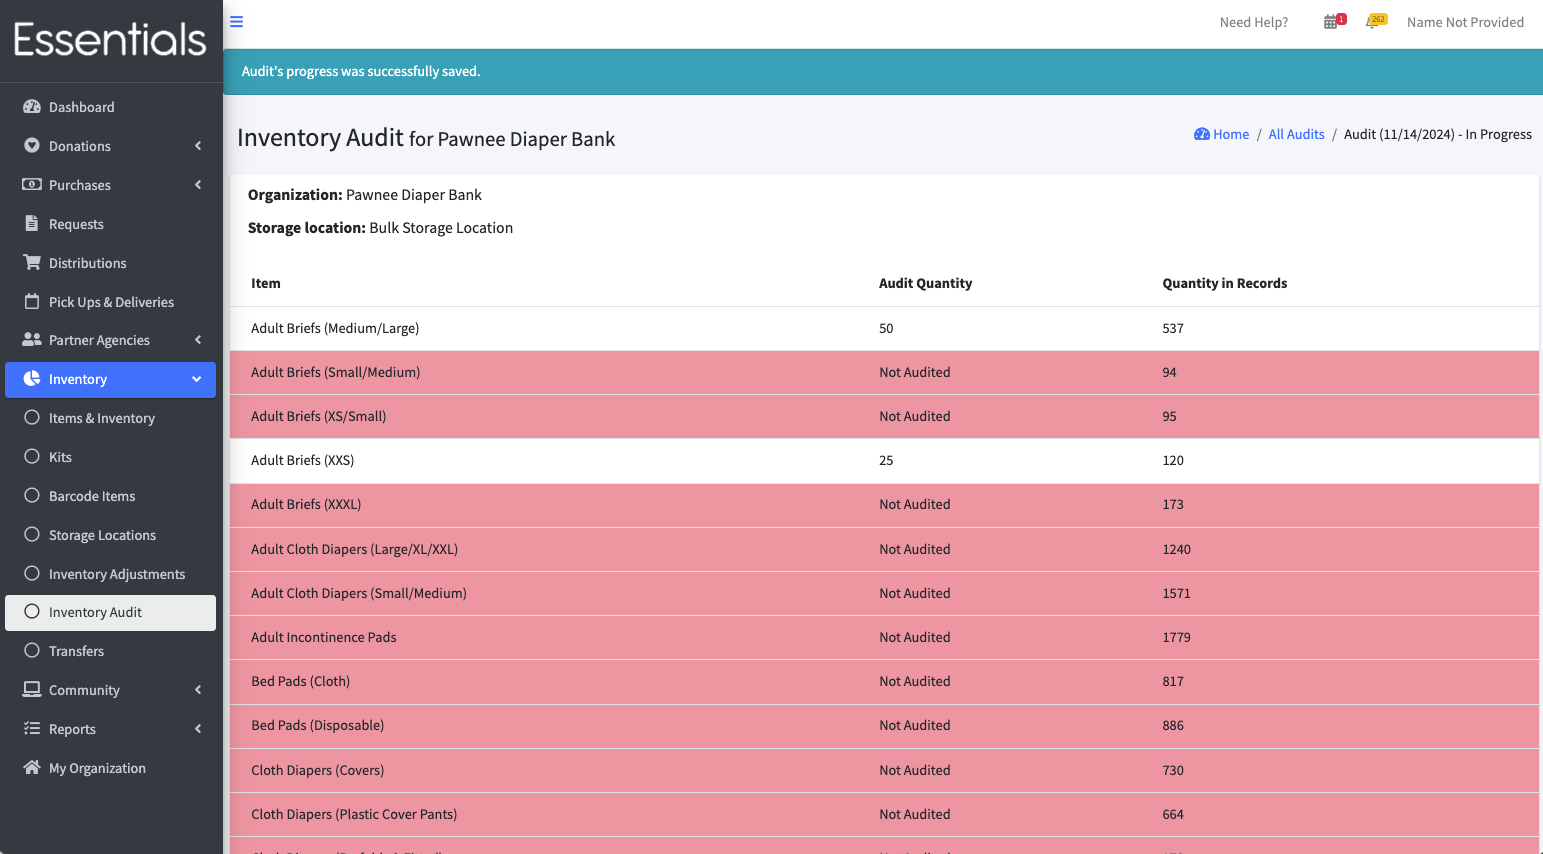 Essentials
Need Help?
1
262
Name Not Provided
Audit's progress was successfully saved.
Dashboard
Donations
Purchases
Requests
Distributions
Pick Ups & Deliveries
Partner Agencies
Inventory
Items & Inventory
Kits
Barcode Items
Storage Locations
Inventory Adjustments
Inventory Audit
Transfers
Community
Reports
My Organization
Inventory Audit for Pawnee Diaper Bank
Home / All Audits / Audit (11/14/2024) - In Progress
Organization: Pawnee Diaper Bank
Storage location: Bulk Storage Location
Item Audit Quantity Quantity in Records
Adult Briefs (Medium/Large) 50 537
Adult Briefs (Small/Medium) Not Audited 94
Adult Briefs (XS/Small) Not Audited 95
Adult Briefs (XXS) 25 120
Adult Briefs (XXXL) Not Audited 173
Adult Cloth Diapers (Large/XL/XXL) Not Audited 1240
Adult Cloth Diapers (Small/Medium) Not Audited 1571
Adult Incontinence Pads Not Audited 1779
Bed Pads (Cloth) Not Audited 817
Bed Pads (Disposable) Not Audited 886
Cloth Diapers (Covers) Not Audited 730
Cloth Diapers (Plastic Cover Pants) Not Audited 664